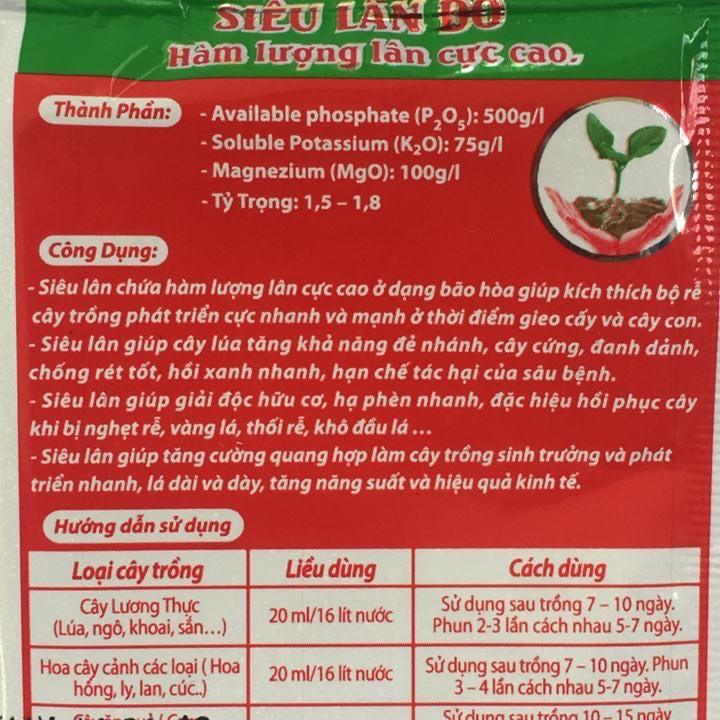 SIÊU LÂN ĐỎ
Hàm lượng lân cực cao.
Thành Phần:
- Available phosphate (P₂O₅): 500g/l
- Soluble Potassium (K₂O): 75g/l
- Magnezium (MgO): 100g/l
- Tỷ Trọng: 1,5 – 1,8
Công Dụng:
- Siêu lân chứa hàm lượng lân cực cao ở dạng bão hòa giúp kích thích bộ rễ
cây trồng phát triển cực nhanh và mạnh ở thời điểm gieo cấy và cây con.
- Siêu lân giúp cây lúa tăng khả năng đẻ nhánh, cây cứng, đanh dảnh,
chống rét tốt, hồi xanh nhanh, hạn chế tác hại của sâu bệnh.
- Siêu lân giúp giải độc hữu cơ, hạ phèn nhanh, đặc hiệu hồi phục cây
khi bị nghẹt rễ, vàng lá, thối rễ, khô đầu lá ...
- Siêu lân giúp tăng cường quang hợp làm cây trồng sinh trưởng và phát
triển nhanh, lá dài và dày, tăng năng suất và hiệu quả kinh tế.
Hướng dẫn sử dụng
Loại cây trồng Liều dùng Cách dùng
Cây Lương Thực
(Lúa, ngô, khoai, sắn...)
20 ml/16 lít nước
Sử dụng sau trồng 7 – 10 ngày.
Phun 2-3 lần cách nhau 5-7 ngày.
Hoa cây cảnh các loại ( Hoa
hồng, ly, lan, cúc..)
20 ml/16 lít nước
Sử dụng sau trồng 7 – 10 ngày. Phun
3 – 4 lần cách nhau 5-7 ngày.
Sử dụng sau trồng 10 – 15 ngày